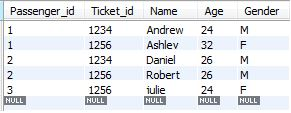 Passenger_id Ticket_id Name Age Gender
1 1234 Andrew 24 M
1 1256 Ashlev 32 F
2 1234 Daniel 26 M
2 1256 Robert 26 M
3 1256 iulie 24 F
NULL NULL NULL NULL NULL